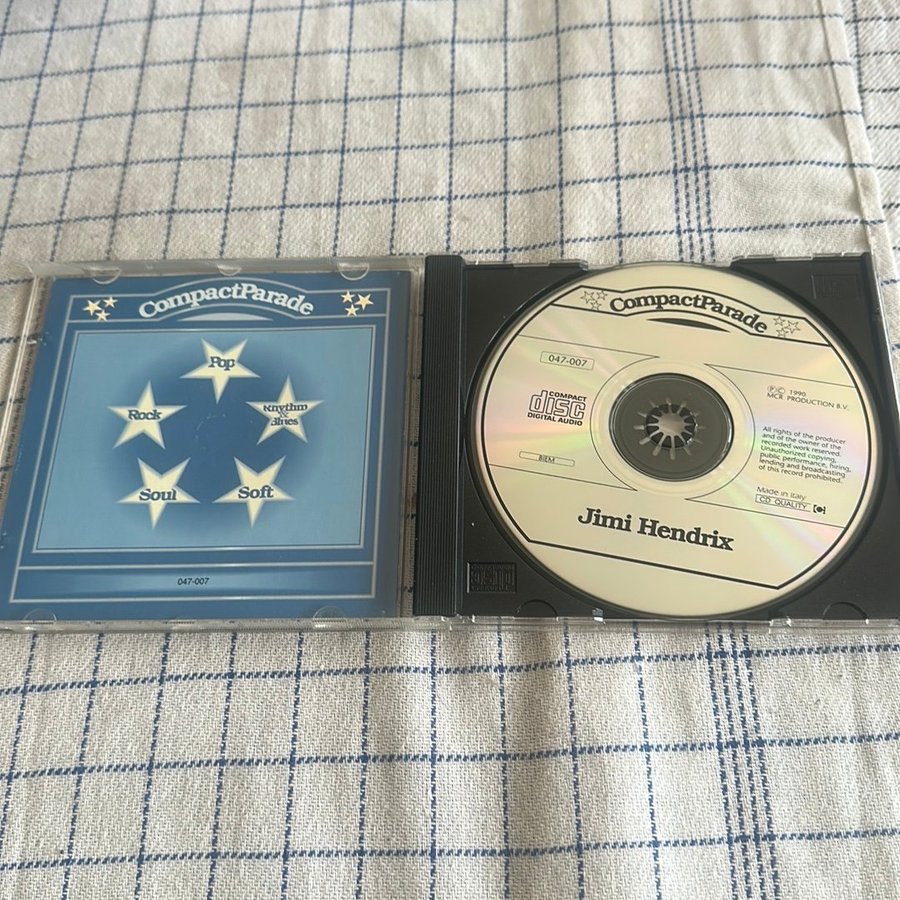 CompactParade
Pop
Rock
Rhythm
&
Blues
Soul
Soft
047-007
CompactParade
047-007
COMPACT
disc
DIGITAL AUDIO
BIEM
Ⓟ© 1990
MCR PRODUCTION B.V.
All rights of the producer
and of the owner of the
recorded work reserved.
Unauthorized copying,
public performance, hiring,
lending and broadcasting
of this record prohibited.
Made in italy
CD QUALITY
Jimi Hendrix